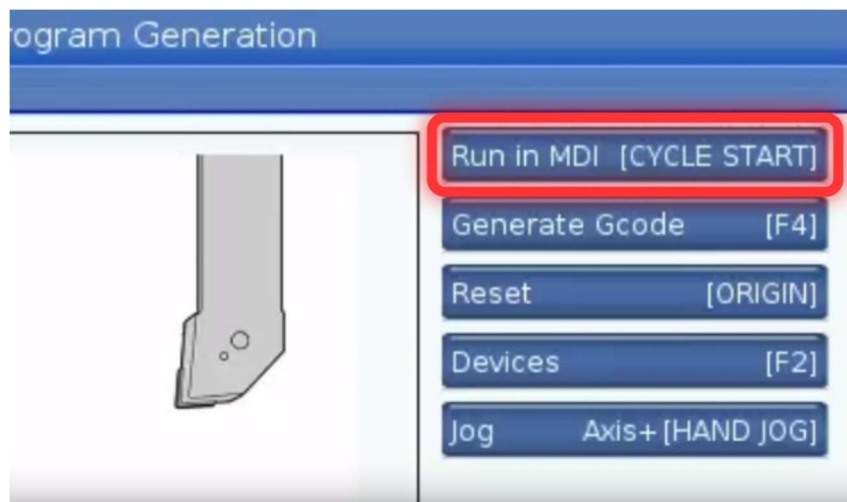 rogram Generation
Run in MDI [CYCLE START]
Generate Gcode [F4]
Reset [ORIGIN]
Devices [F2]
Jog Axis+[HAND JOG]